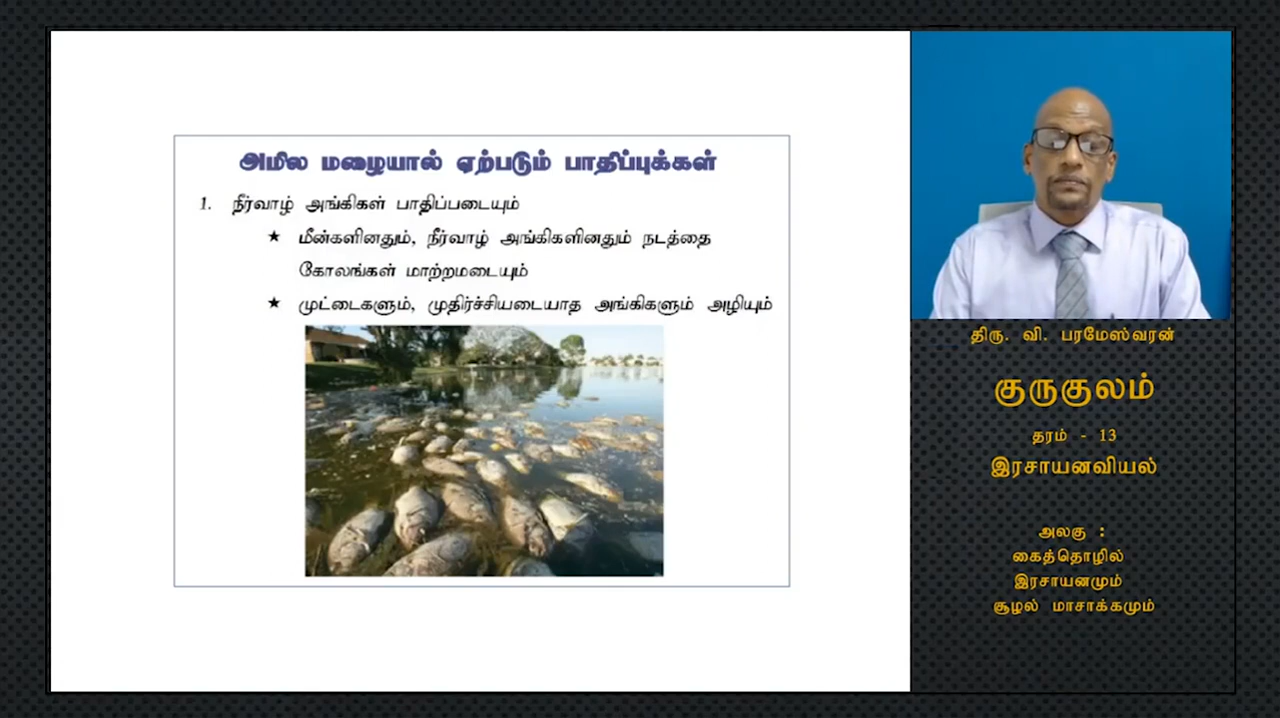 அமில மழையால் ஏற்படும் பாதிப்புக்கள்
1. நீர்வாழ் அங்கிகள் பாதிப்படையும்
★ மீன்களினதும், நீர்வாழ் அங்கிகளினதும் நடத்தை
கோலங்கள் மாற்றமடையும்
★ முட்டைகளும், முதிர்ச்சியடையாத அங்கிகளும் அழியும்
திரு. வி. பரமேஸ்வரன்
குருகுலம்
தரம் - 13
இரசாயனவியல்
அலகு :
கைத்தொழில்
இரசாயனமும்
சூழல் மாசாக்கமும்